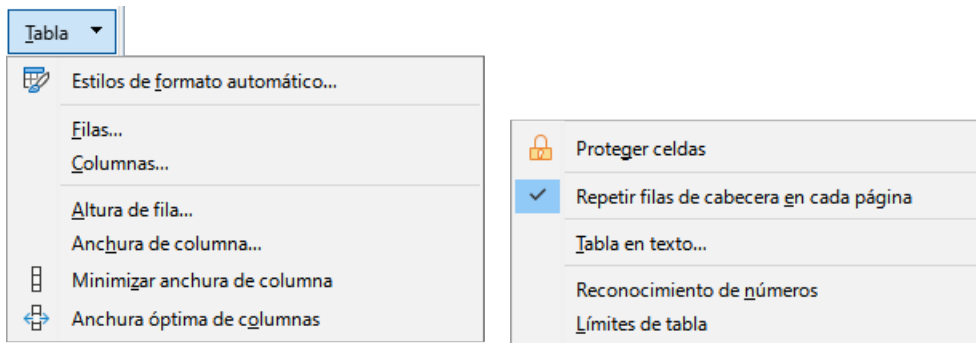 Tabla
Estilos de formato automático...
Filas...
Columnas...
Altura de fila...
Anchura de columna...
Minimizar anchura de columna
Anchura óptima de columnas
Proteger celdas
Repetir filas de cabecera en cada página
Tabla en texto...
Reconocimiento de números
Límites de tabla